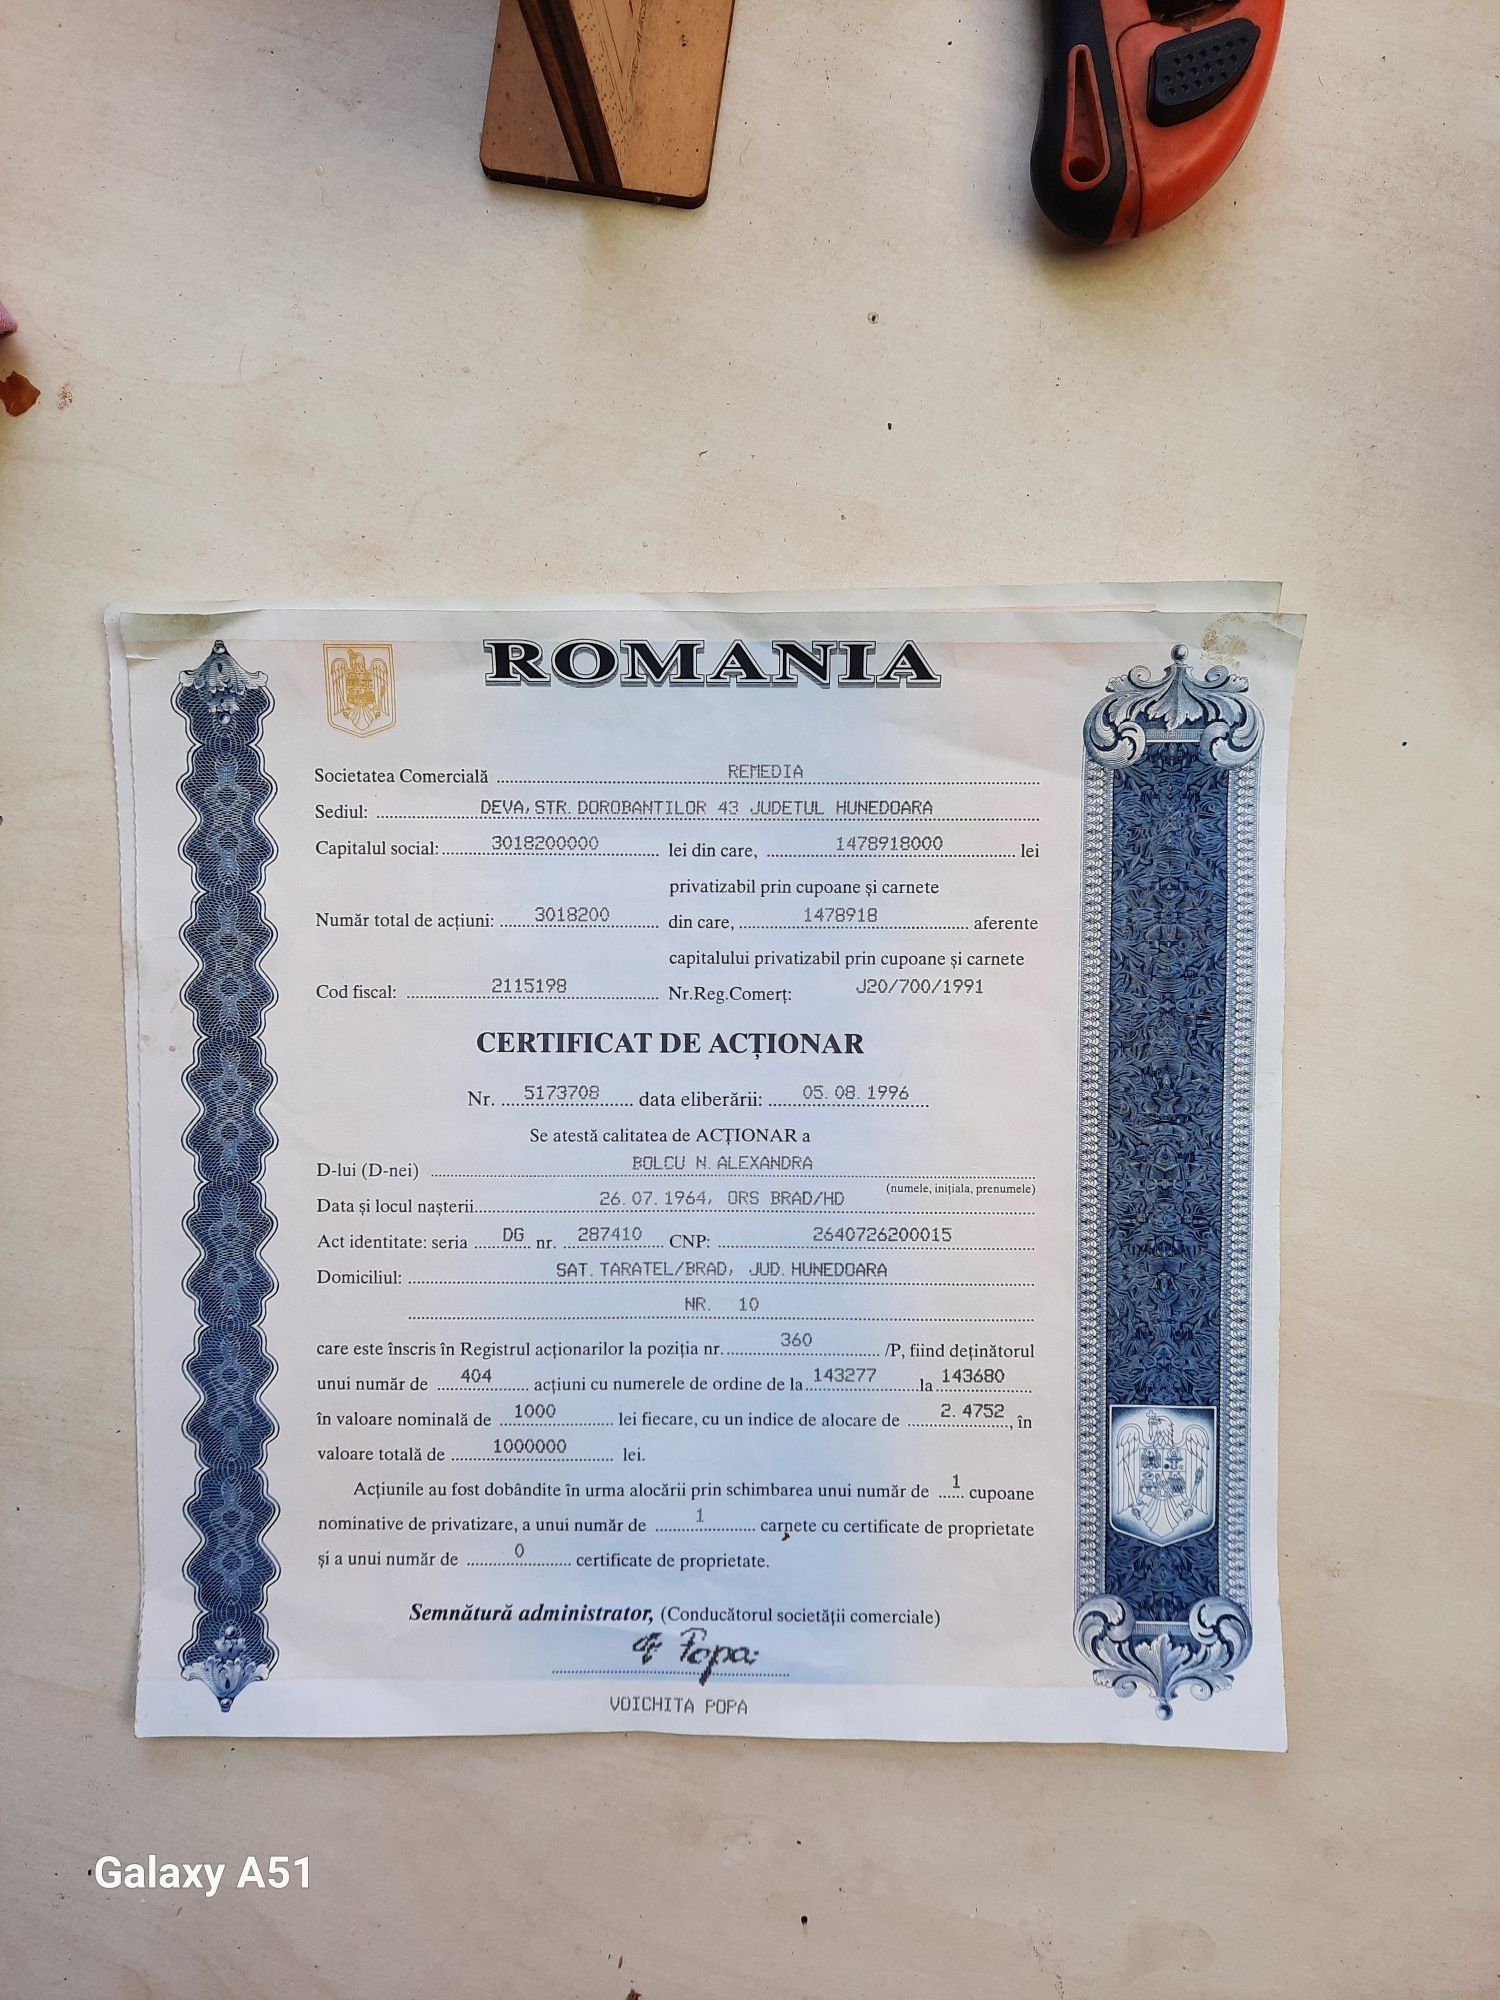 ROMANIA
Societatea Comercială REMEDIA
Sediul: DEVA, STR. DOROBANTILOR 43 JUDETUL HUNEDOARA
Capitalul social: 3018200000 lei din care, 1478918000 lei
privatizabil prin cupoane și carnete
Număr total de acțiuni: 3018200 din care, 1478918 aferente
capitalului privatizabil prin cupoane și carnete
Cod fiscal: 2115198 Nr.Reg.Comerț: J20/700/1991
CERTIFICAT DE ACȚIONAR
Nr. 5173708 data eliberării: 05. 08. 1996
Se atestă calitatea de ACȚIONAR a
D-lui (D-nei) BOLCU N. ALEXANDRA
(numele, inițiala, prenumele)
Data și locul nașterii 26. 07. 1964, ORS BRAD/HD
Act identitate: seria DG nr. 287410 CNP: 2640726200015
Domiciliul: SAT. TARATEL/BRAD, JUD. HUNEDOARA
NR. 10
care este înscris în Registrul acționarilor la poziția nr. 360 /P, fiind deținătorul
unui număr de 404 acțiuni cu numerele de ordine de la 143277 la 143680
în valoare nominală de 1000 lei fiecare, cu un indice de alocare de 2. 4752, în
valoare totală de 1000000 lei.
Acțiunile au fost dobândite în urma alocării prin schimbarea unui număr de 1 cupoane
nominative de privatizare, a unui număr de 1 carnete cu certificate de proprietate
și a unui număr de 0 certificate de proprietate.
Semnătură administrator, (Conducătorul societății comerciale)
Popa
VOICHITA POPA
Galaxy A51